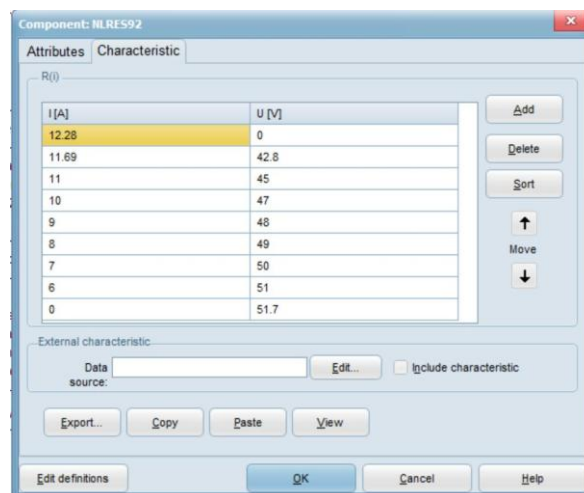 Component: NLRES92
Attributes Characteristic
R(i)
I [A] U [V]
12.28 0
11.69 42.8
11 45
10 47
9 48
8 49
7 50
6 51
0 51.7
Add
Delete
Sort
Move
External characteristic
Data source: Edit... Include characteristic
Export... Copy Paste View
Edit definitions OK Cancel Help